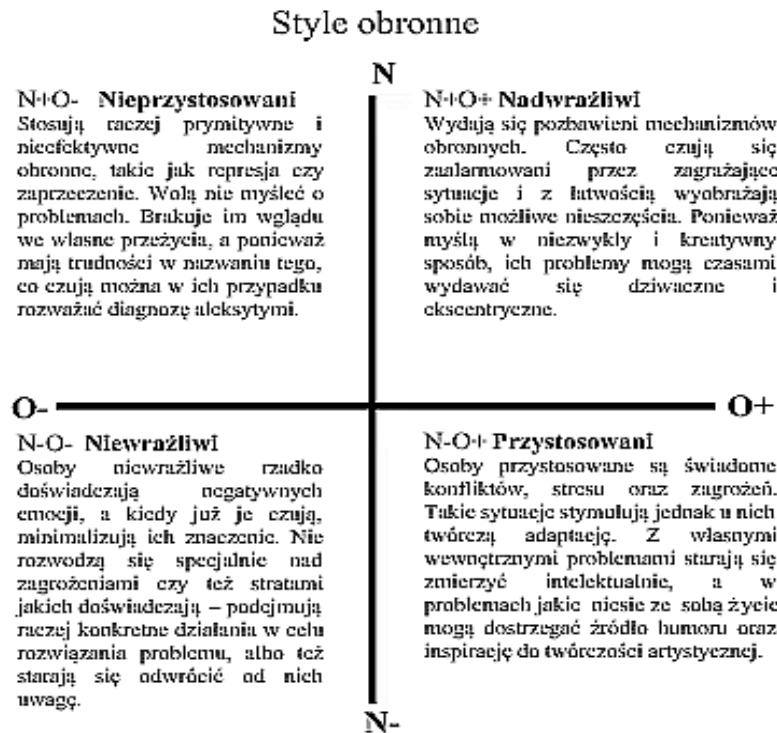 Style obronne
N
N+O- Nieprzystosowani
Stosują raczej prymitywne i
nieefektywne mechanizmy
obronne, takie jak represja czy
zaprzeczenie. Wolą nie myśleć o
problemach. Brakuje im wglądu
we własne przeżycia, a ponieważ
mają trudności w nazwaniu tego,
co czują można w ich przypadku
rozważać diagnozę aleksytymi.
N+O+ Nadwrażliwi
Wydają się pozbawieni mechanizmów
obronnych. Często czują się
zaalarmowani przez zagrażające
sytuacje i z łatwością wyobrażają
sobie możliwe nieszczęścia. Ponieważ
myślą w niezwykły i kreatywny
sposób, ich problemy mogą czasami
wydawać się dziwaczne i
ekscentryczne.
O-
O+
N-O- Niewrażliwi
Osoby niewrażliwe rzadko
doświadczają negatywnych
emocji, a kiedy już je czują,
minimalizują ich znaczenie. Nie
rozwodzą się specjalnie nad
zagrożeniami czy też stratami
jakich doświadczają – podejmują
raczej konkretne działania w celu
rozwiązania problemu, albo też
starają się odwrócić od nich
uwagę.
N-O+ Przystosowani
Osoby przystosowane są świadome
konfliktów, stresu oraz zagrożeń.
Takie sytuacje stymulują jednak u nich
twórczą adaptację. Z własnymi
wewnętrznymi problemami starają się
zmierzyć intelektualnie, a w
problemach jakie niesie ze sobą życie
mogą dostrzegać źródło humoru oraz
inspirację do twórczości artystycznej.
N-